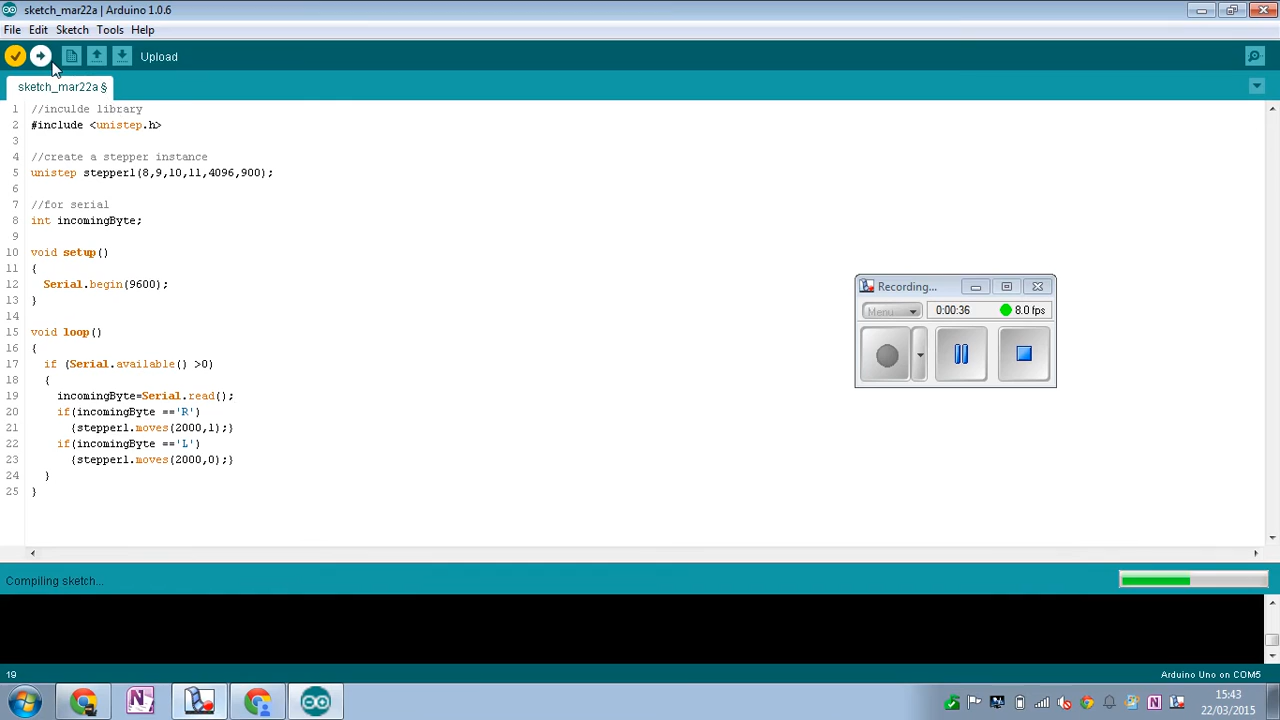 sketch_mar22a | Arduino 1.0.6
File Edit Sketch Tools Help
Upload
sketch_mar22a §
1 //inculde library
2 #include <unistep.h>
3
4 //create a stepper instance
5 unistep stepper1(8,9,10,11,4096,900);
6
7 //for serial
8 int incomingByte;
9
10 void setup()
11 {
12 Serial.begin(9600);
13 }
14
15 void loop()
16 {
17 if (Serial.available() >0)
18 {
19 incomingByte=Serial.read();
20 if(incomingByte =='R')
21 {stepper1.moves(2000,1);}
22 if(incomingByte =='L')
23 {stepper1.moves(2000,0);}
24 }
25 }
Recording...
Menu 0:00:36 8.0 fps
Compiling sketch...
19 Arduino Uno on COM5
15:43
22/03/2015